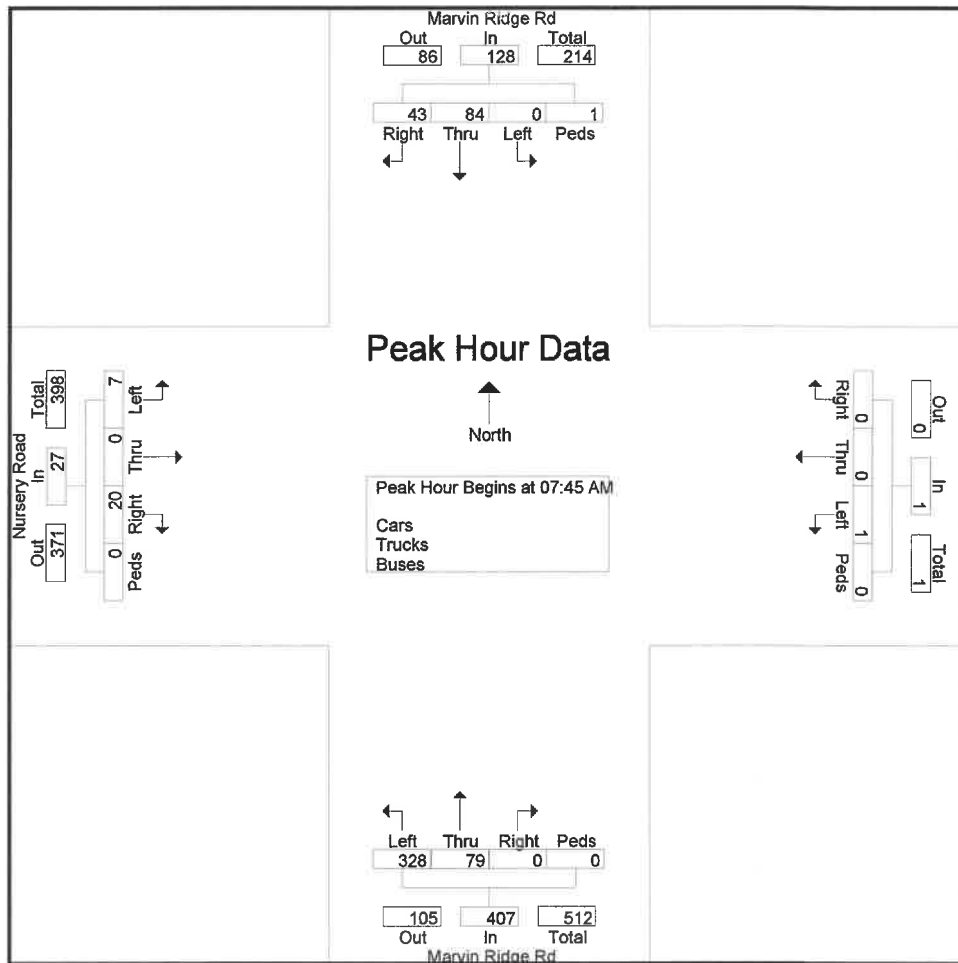 Marvin Ridge Rd
Out In Total
86 128 214
43 84 0 1
Right Thru Left Peds
Peak Hour Data
North
Peak Hour Begins at 07:45 AM
Cars
Trucks
Buses
Nursery Road
Out In Total
371 27 398
0 20 0 7
Peds Right Thru Left
Out In Total
0 1 1
Right Thru Left Peds
0 0 1 0
Left Thru Right Peds
328 79 0 0
105 407 512
Out In Total
Marvin Ridge Rd